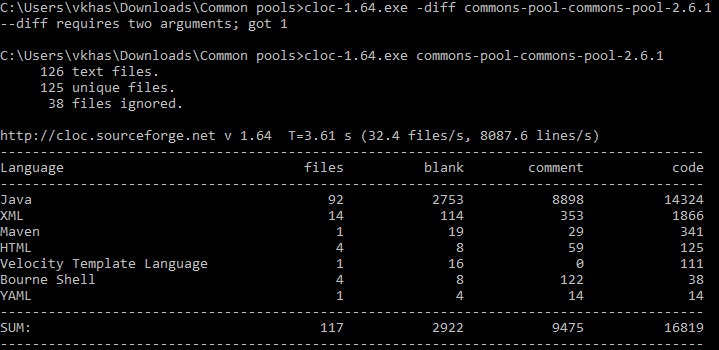 C:\Users\vkhas\Downloads\Common pools>cloc-1.64.exe -diff commons-pool-commons-pool-2.6.1
--diff requires two arguments; got 1

C:\Users\vkhas\Downloads\Common pools>cloc-1.64.exe commons-pool-commons-pool-2.6.1
     126 text files.
     125 unique files.
      38 files ignored.

http://cloc.sourceforge.net v 1.64  T=3.61 s (32.4 files/s, 8087.6 lines/s)
---------------------------------------------------------------------------------------
Language                             files          blank        comment           code
---------------------------------------------------------------------------------------
Java                                    92           2753           8898          14324
XML                                     14            114            353           1866
Maven                                    1             19             29            341
HTML                                     4              8             59            125
Velocity Template Language               1             16              0            111
Bourne Shell                             4              8            122             38
YAML                                     1              4             14             14
---------------------------------------------------------------------------------------
SUM:                                   117           2922           9475          16819
---------------------------------------------------------------------------------------